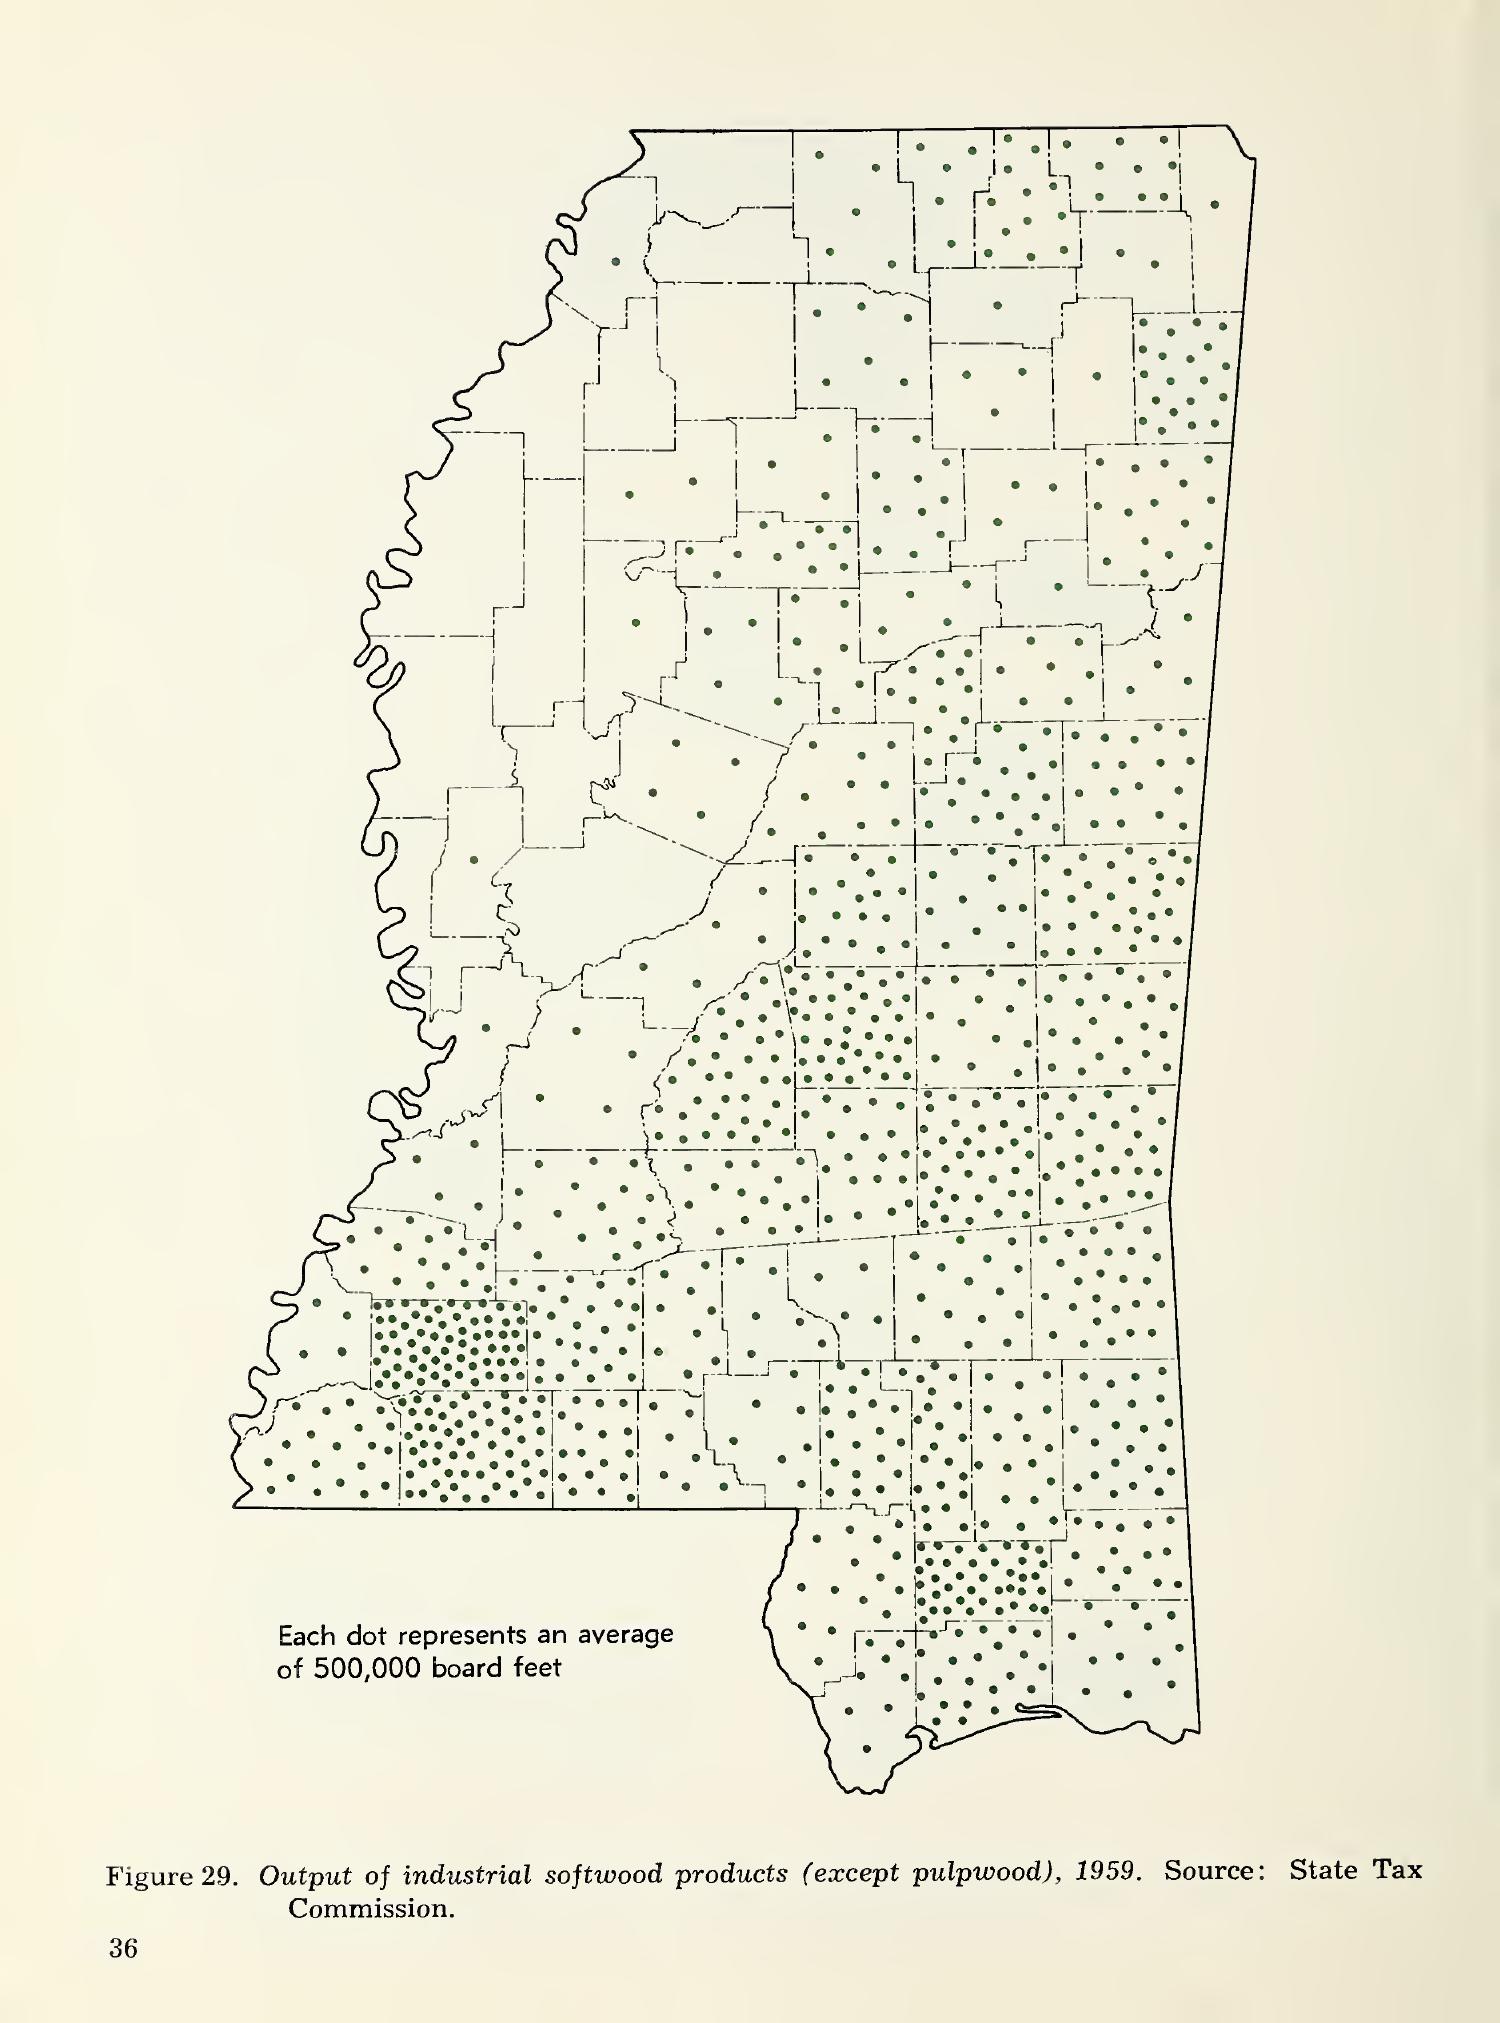 Each dot represents an average
of 500,000 board feet
Figure 29. Output of industrial softwood products (except pulpwood), 1959. Source: State Tax
Commission.
36